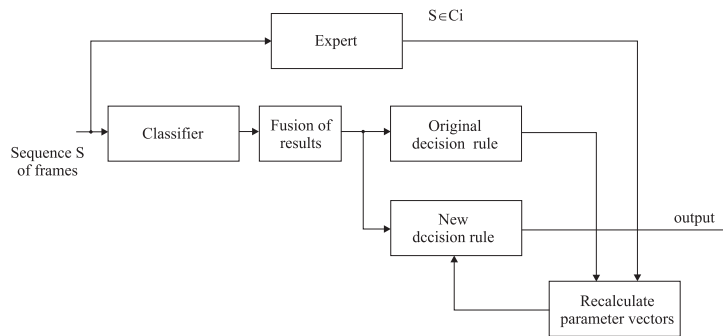 S∈Ci
Expert
Sequence S
of frames
Classifier
Fusion of
results
Original
decision rule
New
dccision rule
output
Recalculate
parameter vectors